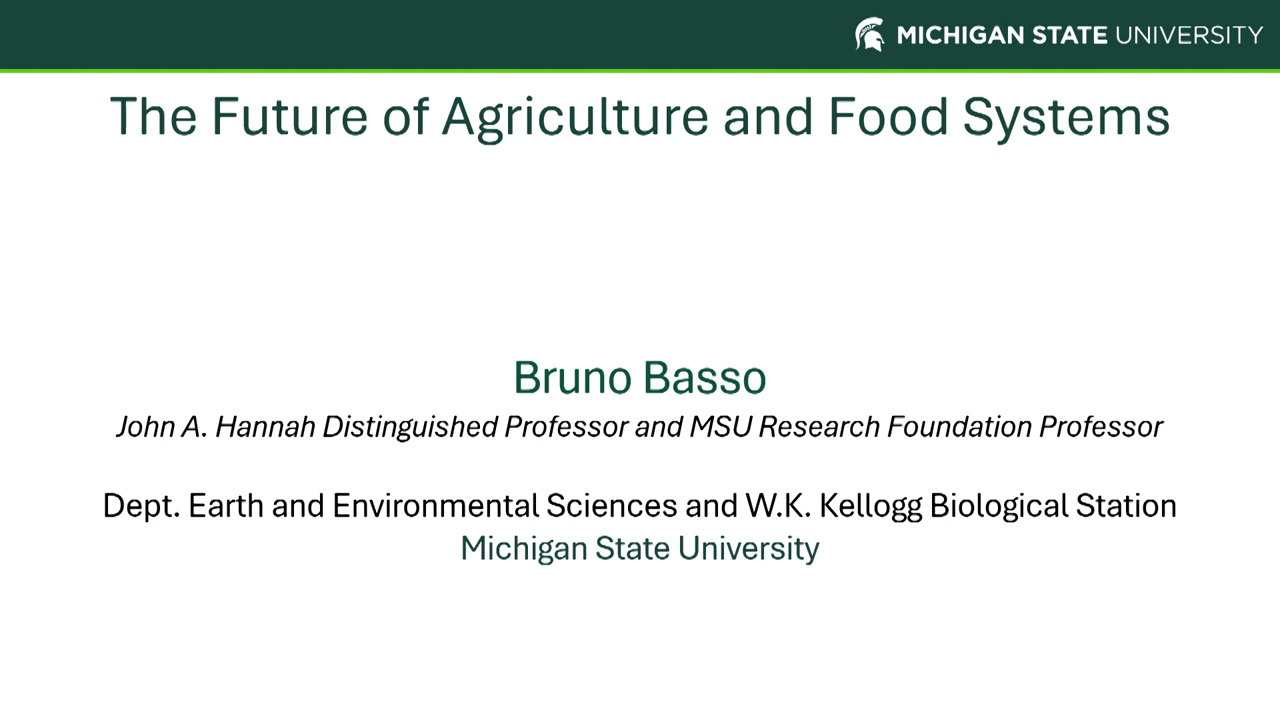 MICHIGAN STATE UNIVERSITY
The Future of Agriculture and Food Systems
Bruno Basso
John A. Hannah Distinguished Professor and MSU Research Foundation Professor
Dept. Earth and Environmental Sciences and W.K. Kellogg Biological Station
Michigan State University